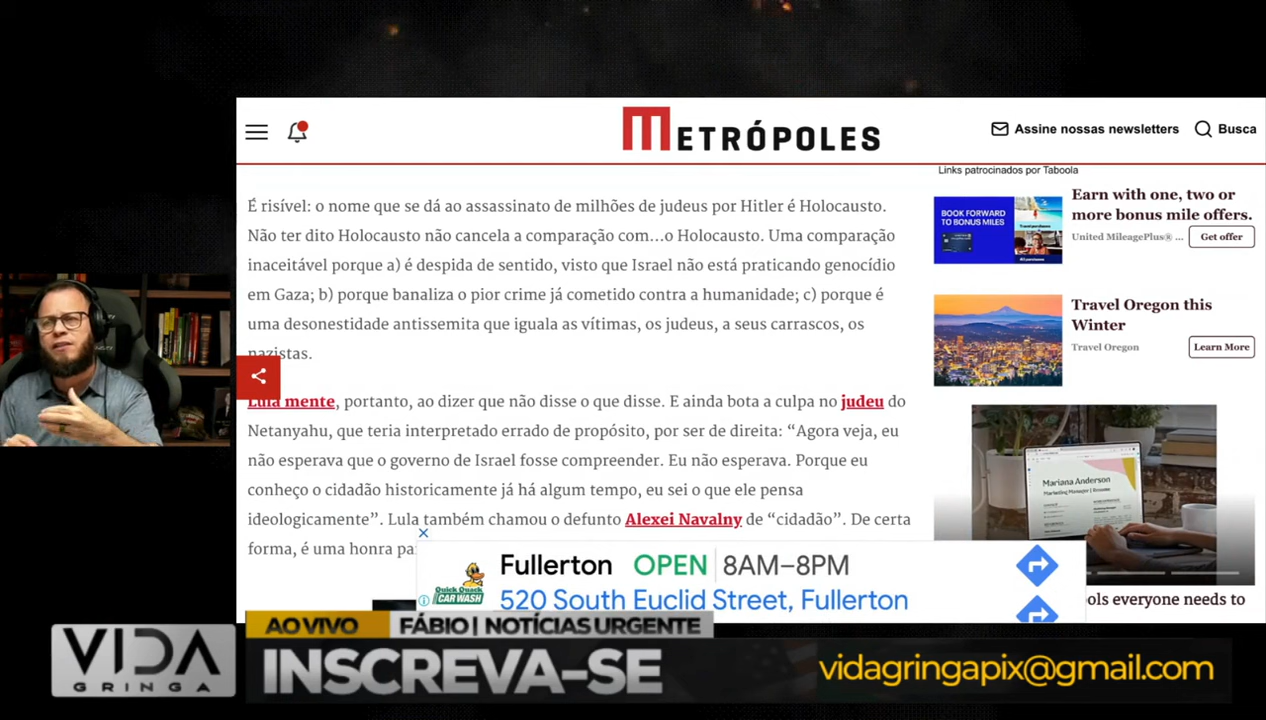 METRÓPOLES
Assine nossas newsletters
Busca
Links patrocinados por Taboola
É risível: o nome que se dá ao assassinato de milhões de judeus por Hitler é Holocausto.
Não ter dito Holocausto não cancela a comparação com...o Holocausto. Uma comparação
inaceitável porque a) é despida de sentido, visto que Israel não está praticando genocídio
em Gaza; b) porque banaliza o pior crime já cometido contra a humanidade; c) porque é
uma desonestidade antissemita que iguala as vítimas, os judeus, a seus carrascos, os
nazistas.
Lula mente, portanto, ao dizer que não disse o que disse. E ainda bota a culpa no judeu do
Netanyahu, que teria interpretado errado de propósito, por ser de direita: “Agora veja, eu
não esperava que o governo de Israel fosse compreender. Eu não esperava. Porque eu
conheço o cidadão historicamente já há algum tempo, eu sei o que ele pensa
ideologicamente”. Lula também chamou o defunto Alexei Navalny de “cidadão”. De certa
forma, é uma honra pa
BOOK FORWARD
TO BONUS MILES
Earn with one, two or
more bonus mile offers.
United MileagePlus® ...
Get offer
Travel Oregon this
Winter
Travel Oregon
Learn More
Mariana Anderson
Marketing Manager | Resume
ols everyone needs to
Quick Quack
CAR WASH
Fullerton OPEN 8AM–8PM
520 South Euclid Street, Fullerton
AO VIVO
FÁBIO | NOTÍCIAS URGENTE
VIDA
GRINGA
INSCREVA-SE
vidagringapix@gmail.com